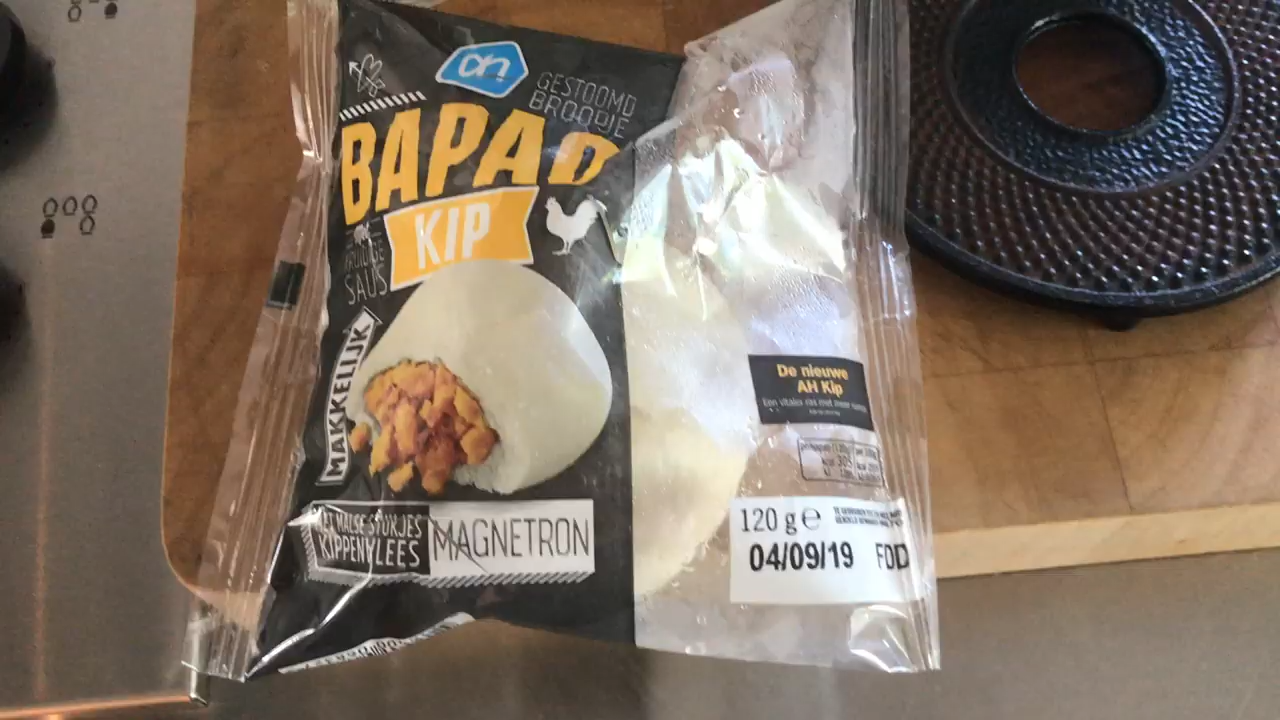 ah
GESTOOMD
BROODJE
BAPAO
KIP
SAUS
MAKKELIJK
MET MALSE STUKJES
KIPPENVLEES
MAGNETRON
De nieuwe
AH Kip
120 g e
04/09/19 FOD